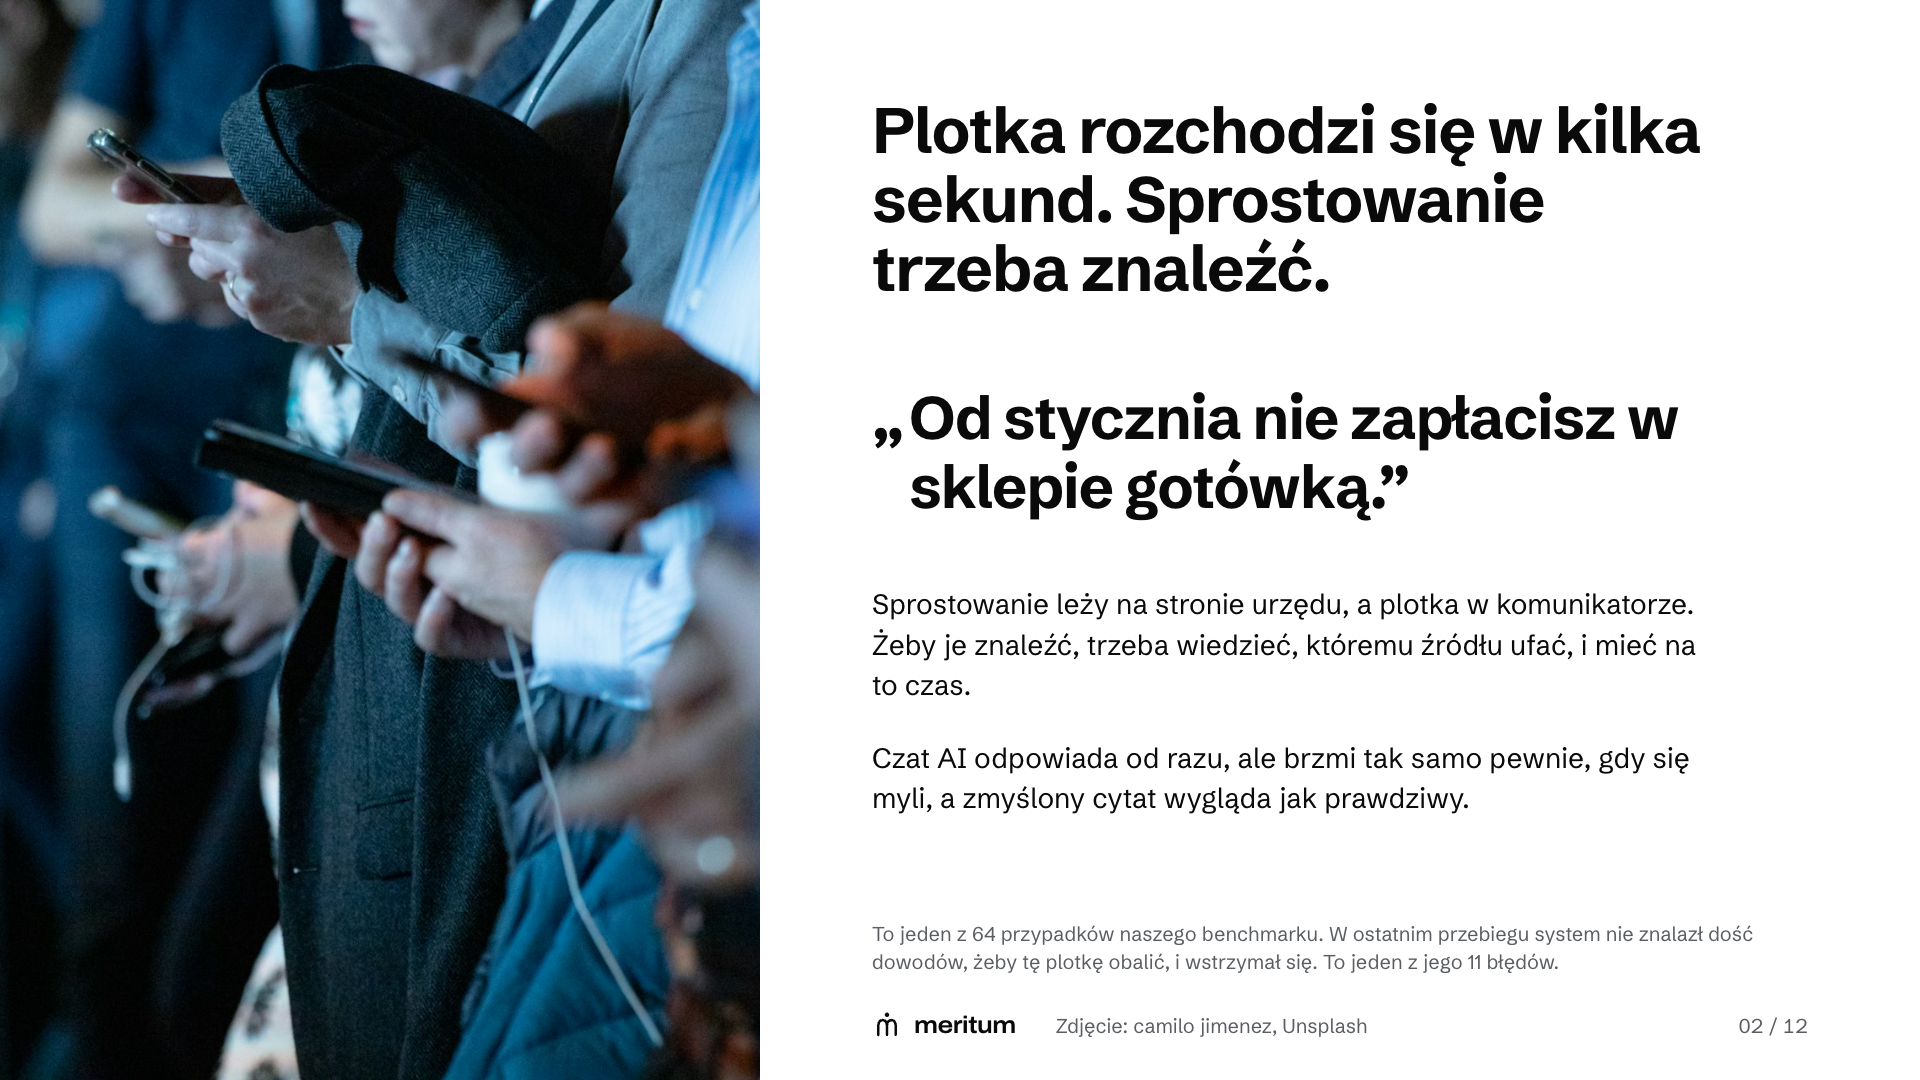 Plotka rozchodzi się w kilka
sekund. Sprostowanie
trzeba znaleźć.
„Od stycznia nie zapłacisz w
sklepie gotówką.”
Sprostowanie leży na stronie urzędu, a plotka w komunikatorze.
Żeby je znaleźć, trzeba wiedzieć, któremu źródłu ufać, i mieć na
to czas.
Czat AI odpowiada od razu, ale brzmi tak samo pewnie, gdy się
myli, a zmyślony cytat wygląda jak prawdziwy.
To jeden z 64 przypadków naszego benchmarku. W ostatnim przebiegu system nie znalazł dość
dowodów, żeby tę plotkę obalić, i wstrzymał się. To jeden z jego 11 błędów.
meritum Zdjęcie: camilo jimenez, Unsplash 02 / 12